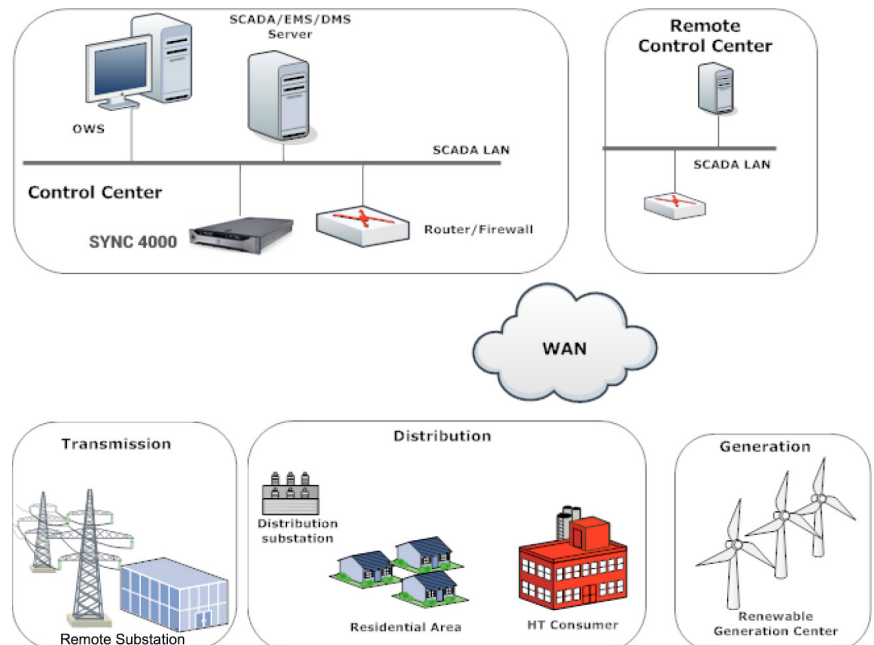 SCADA/EMS/DMS
Server
OWS
SCADA LAN
Control Center
SYNC 4000
Router/Firewall
Remote
Control Center
SCADA LAN
WAN
Transmission
Remote Substation
Distribution
Distribution
substation
Residential Area
HT Consumer
Generation
Renewable
Generation Center